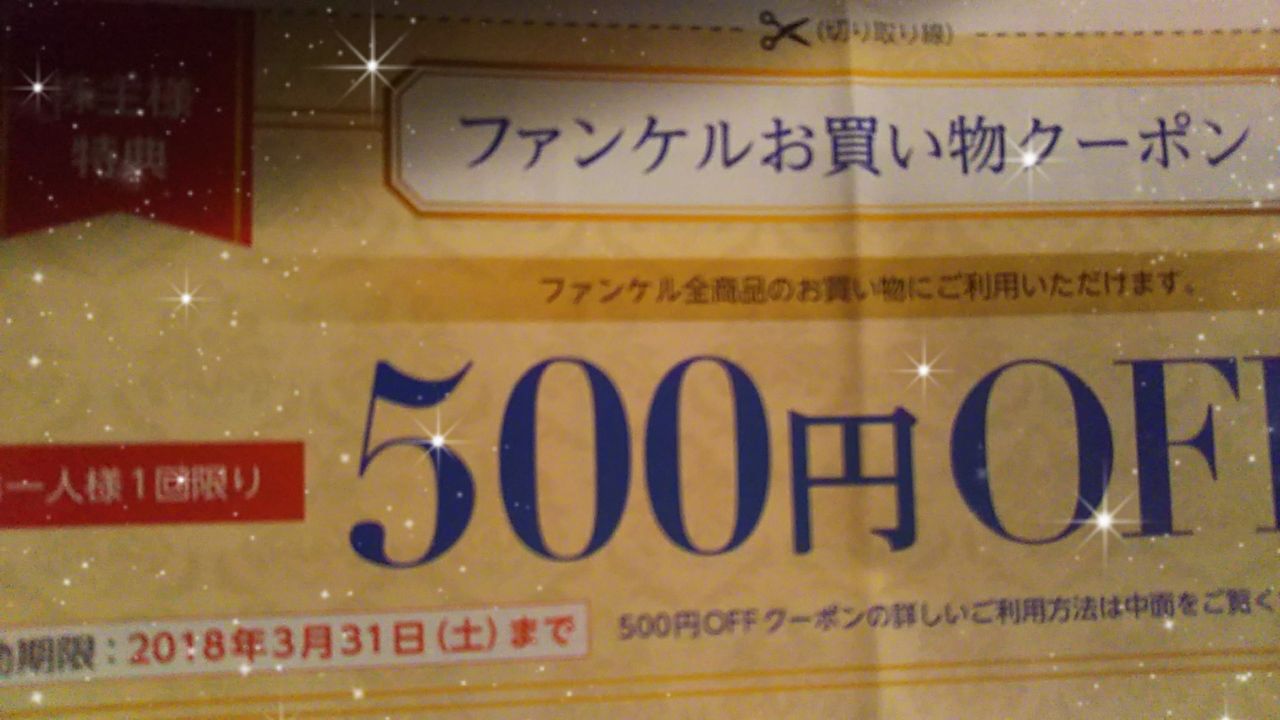 (切り取り線)
株主様
特典
ファンケルお買い物クーポン
ファンケル全商品のお買い物にご利用いただけます。
500円OFF
一人様1回限り
期限:2018年3月31日(土)まで
500円OFFクーポンの詳しいご利用方法は中面をご覧く